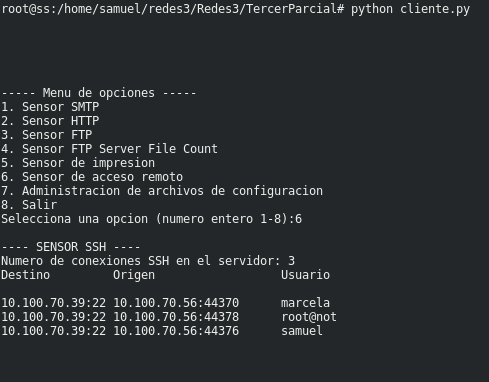 root@ss:/home/samuel/redes3/Redes3/TercerParcial# python cliente.py
----- Menu de opciones -----
1. Sensor SMTP
2. Sensor HTTP
3. Sensor FTP
4. Sensor FTP Server File Count
5. Sensor de impresion
6. Sensor de acceso remoto
7. Administracion de archivos de configuracion
8. Salir
Selecciona una opcion (numero entero 1-8):6
---- SENSOR SSH ----
Numero de conexiones SSH en el servidor: 3
Destino Origen Usuario
10.100.70.39:22 10.100.70.56:44370 marcela
10.100.70.39:22 10.100.70.56:44378 root@not
10.100.70.39:22 10.100.70.56:44376 samuel